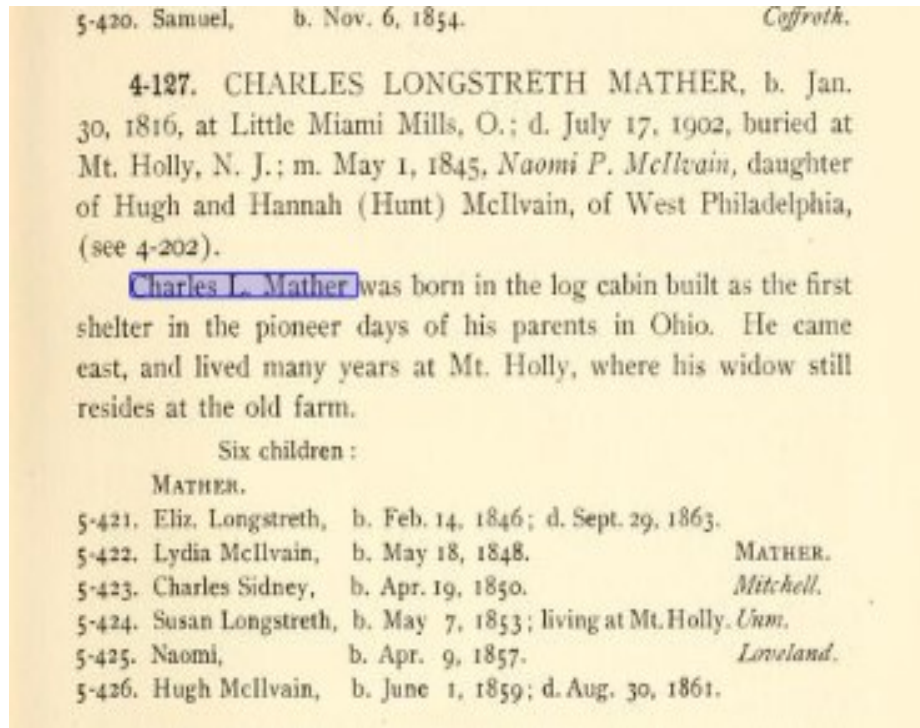 5-420. Samuel, b. Nov. 6, 1854. Coffroth.
4-127. CHARLES LONGSTRETH MATHER, b. Jan.
30, 1816, at Little Miami Mills, O.; d. July 17, 1902, buried at
Mt. Holly, N. J.; m. May 1, 1845, Naomi P. McIlvain, daughter
of Hugh and Hannah (Hunt) McIlvain, of West Philadelphia,
(see 4-202).
Charles L. Mather was born in the log cabin built as the first
shelter in the pioneer days of his parents in Ohio. He came
east, and lived many years at Mt. Holly, where his widow still
resides at the old farm.
Six children:
MATHER.
5-421. Eliz. Longstreth, b. Feb. 14, 1846; d. Sept. 29, 1863.
5-422. Lydia McIlvain, b. May 18, 1848. MATHER.
5-423. Charles Sidney, b. Apr. 19, 1850. Mitchell.
5-424. Susan Longstreth, b. May 7, 1853; living at Mt. Holly. Unm.
5-425. Naomi, b. Apr. 9, 1857. Loveland.
5-426. Hugh McIlvain, b. June 1, 1859; d. Aug. 30, 1861.